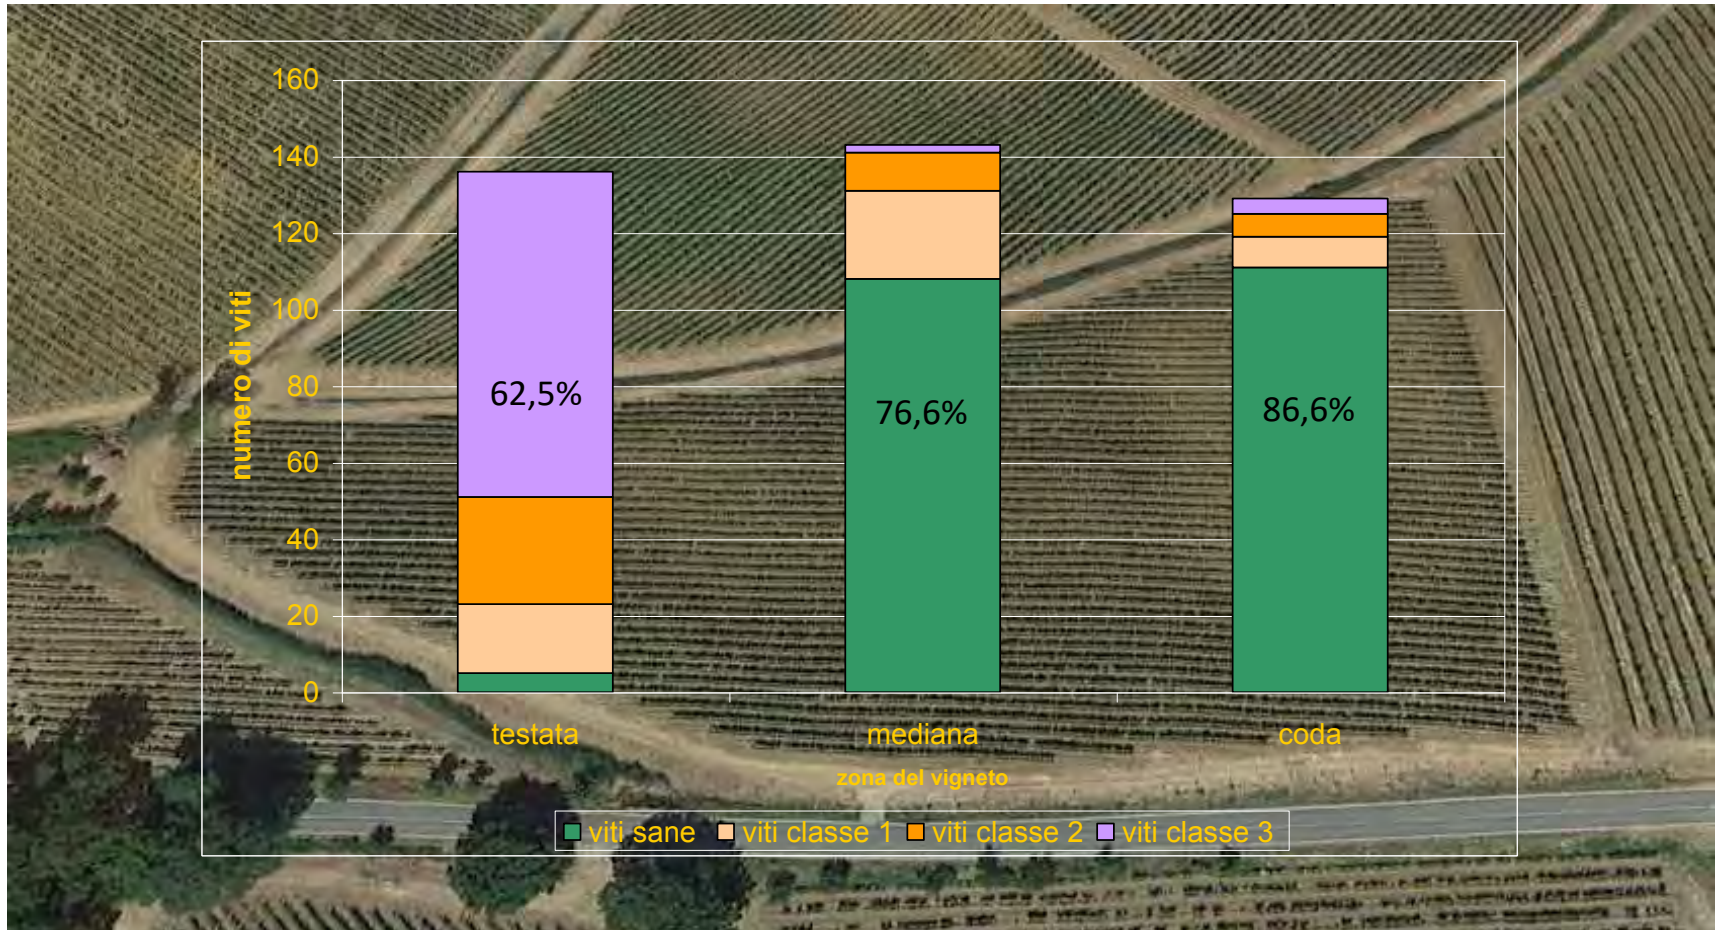 160
140
120
100
80
60
40
20
0
numero di viti
62,5%
76,6%
86,6%
testata
mediana
coda
zona del vigneto
viti sane viti classe 1 viti classe 2 viti classe 3